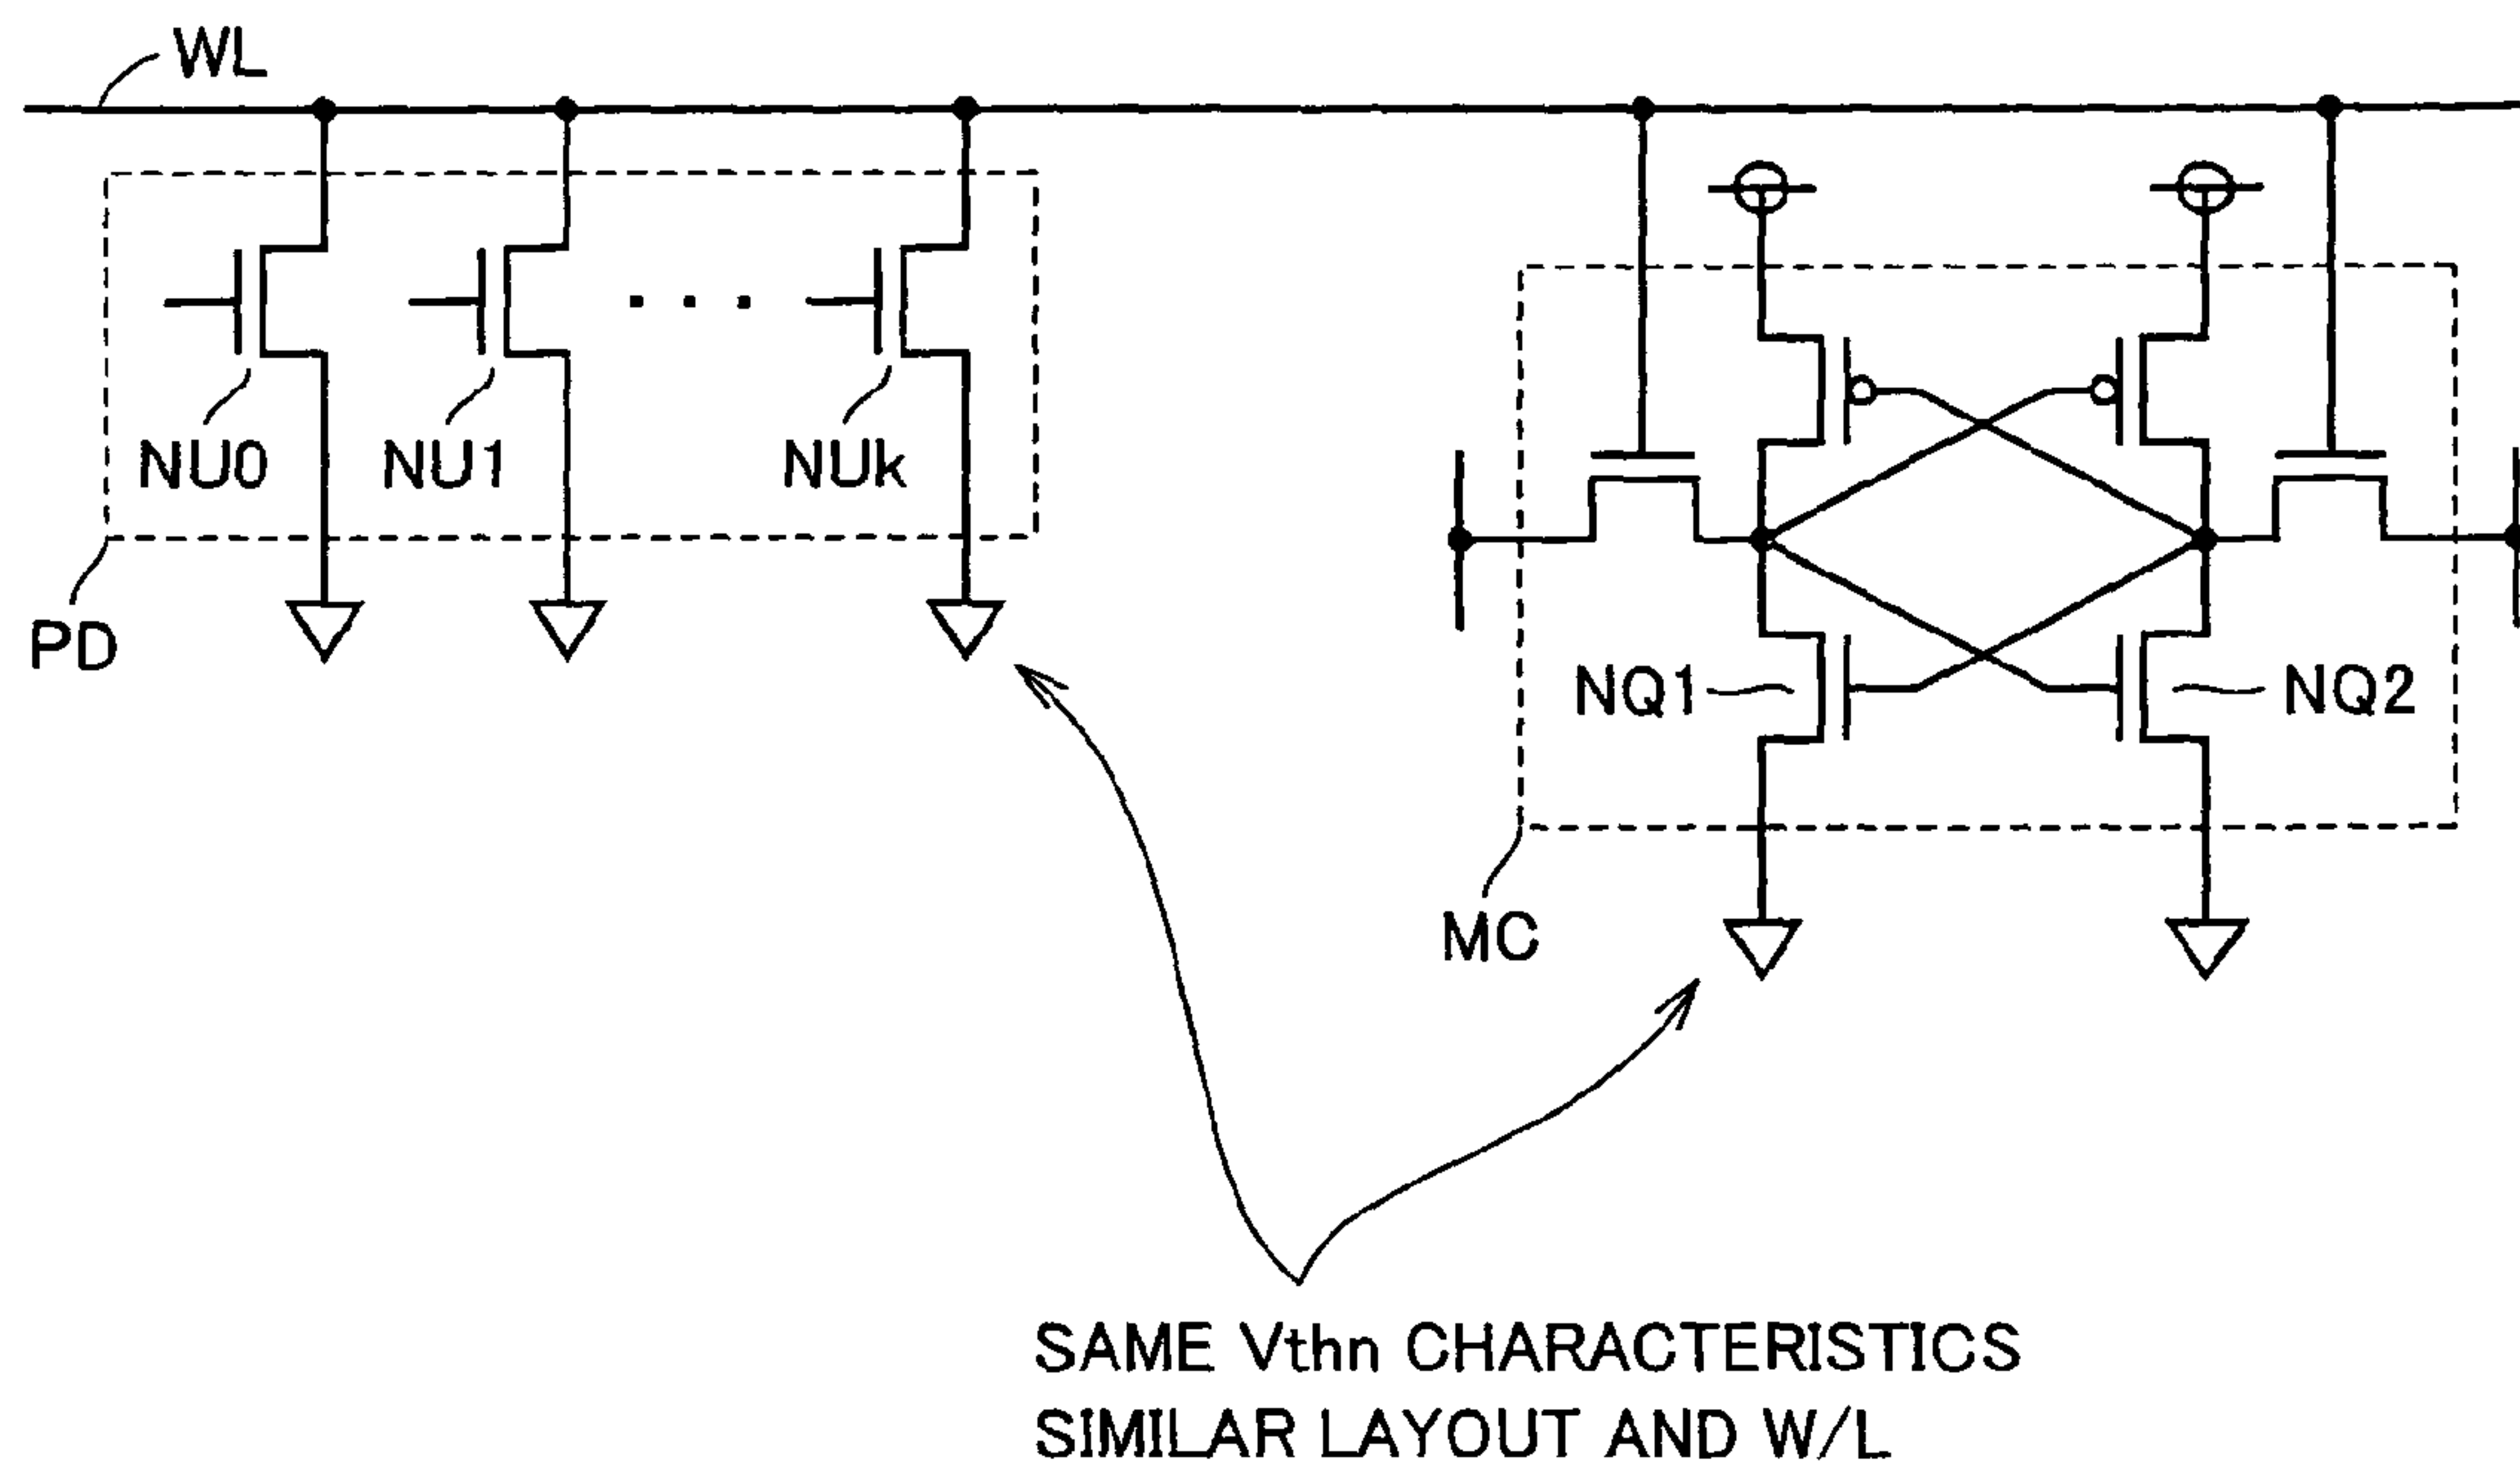 WL
NU0
NU1
NUk
PD
NQ1
NQ2
MC
SAME Vthn CHARACTERISTICS
SIMILAR LAYOUT AND W/L